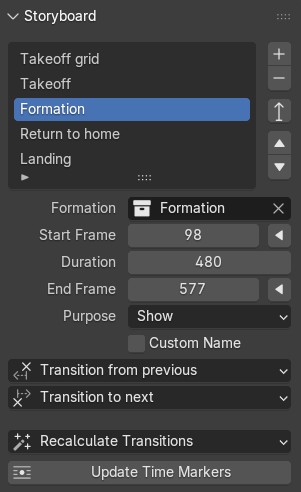 Storyboard
Takeoff grid
Takeoff
Formation
Return to home
Landing
Formation Formation
Start Frame 98
Duration 480
End Frame 577
Purpose Show
Custom Name
Transition from previous
Transition to next
Recalculate Transitions
Update Time Markers